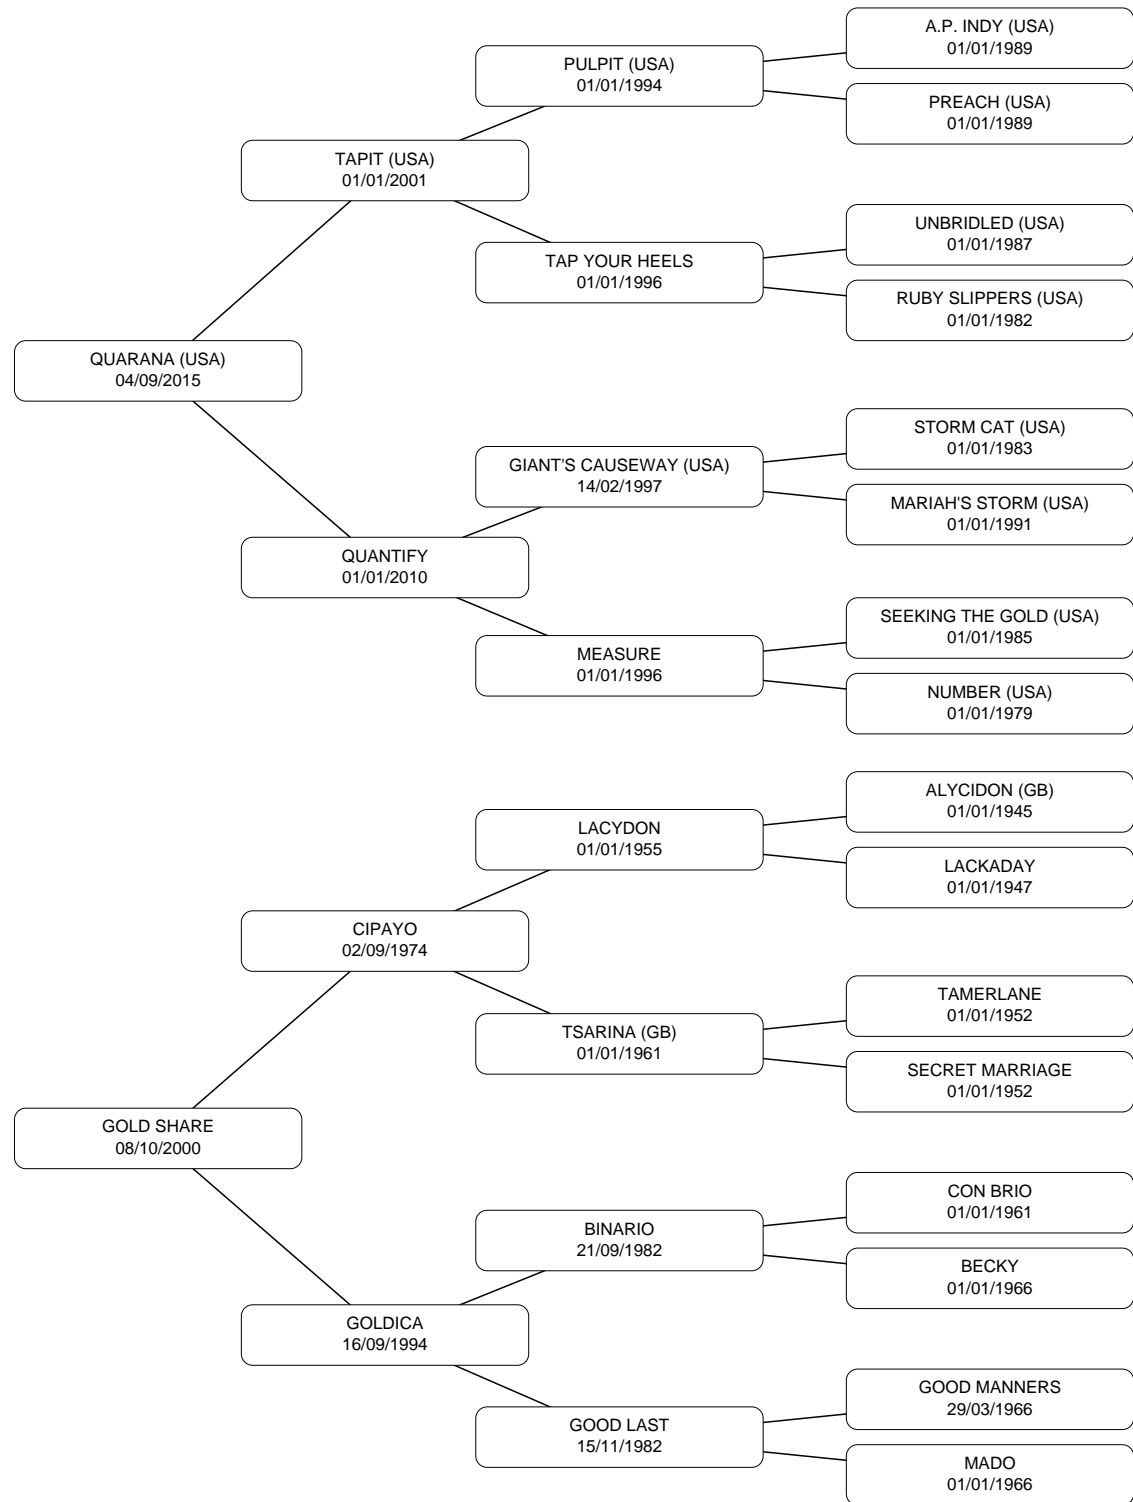 A.P. INDY (USA)
01/01/1989
PULPIT (USA)
01/01/1994
PREACH (USA)
01/01/1989
TAPIT (USA)
01/01/2001
UNBRIDLED (USA)
01/01/1987
TAP YOUR HEELS
01/01/1996
RUBY SLIPPERS (USA)
01/01/1982
QUARANA (USA)
04/09/2015
STORM CAT (USA)
01/01/1983
GIANT'S CAUSEWAY (USA)
14/02/1997
MARIAH'S STORM (USA)
01/01/1991
QUANTIFY
01/01/2010
SEEKING THE GOLD (USA)
01/01/1985
MEASURE
01/01/1996
NUMBER (USA)
01/01/1979
ALYCIDON (GB)
01/01/1945
LACYDON
01/01/1955
LACKADAY
01/01/1947
CIPAYO
02/09/1974
TAMERLANE
01/01/1952
TSARINA (GB)
01/01/1961
SECRET MARRIAGE
01/01/1952
GOLD SHARE
08/10/2000
CON BRIO
01/01/1961
BINARIO
21/09/1982
BECKY
01/01/1966
GOLDICA
16/09/1994
GOOD MANNERS
29/03/1966
GOOD LAST
15/11/1982
MADO
01/01/1966